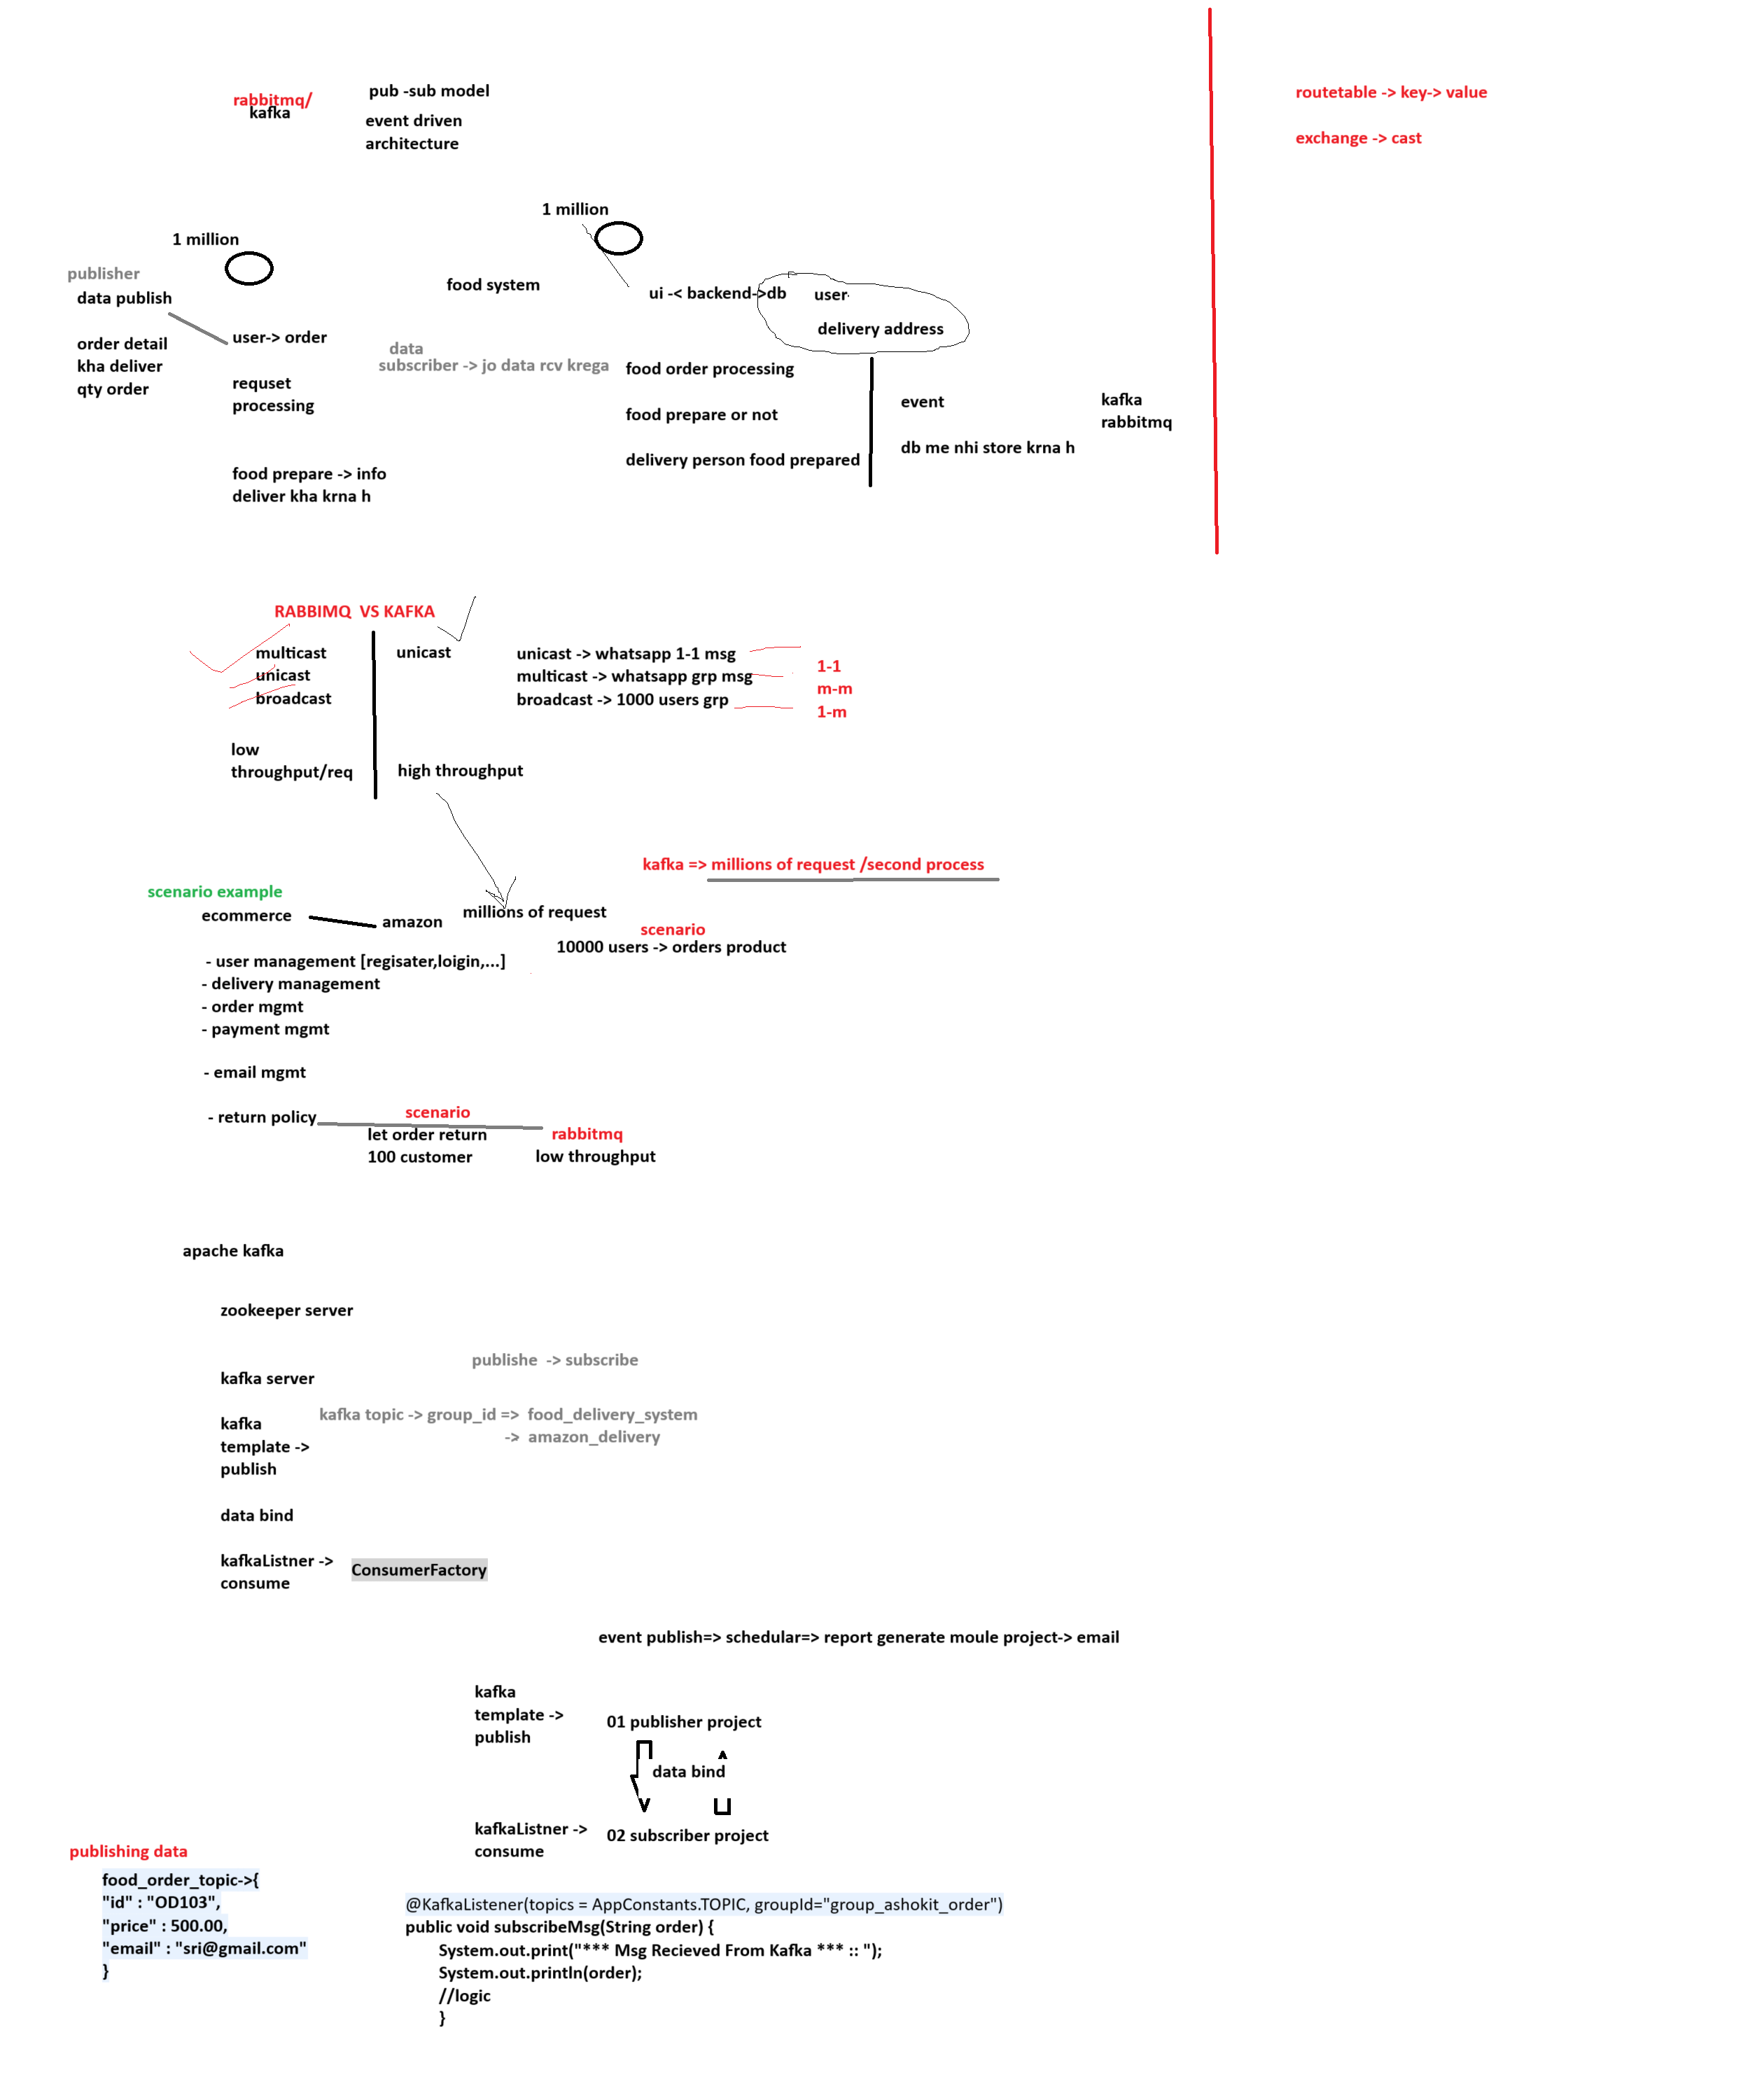 rabbitmq/
kafka
pub -sub model
event driven
architecture
routetable -> key-> value
exchange -> cast
1 million
publisher
data publish
order detail
kha deliver
qty order
user-> order
requset
processing
food prepare -> info
deliver kha krna h
food system
data
subscriber -> jo data rcv krega
1 million
ui -< backend->db
user
delivery address
food order processing
food prepare or not
delivery person food prepared
event
db me nhi store krna h
kafka
rabbitmq
RABBIMQ  VS KAFKA
multicast
unicast
broadcast
low
throughput/req
unicast
high throughput
unicast -> whatsapp 1-1 msg
multicast -> whatsapp grp msg
broadcast -> 1000 users grp
1-1
m-m
1-m
kafka => millions of request /second process
scenario example
ecommerce
amazon
millions of request
scenario
10000 users -> orders product
- user management [regisater,loigin,...]
- delivery management
- order mgmt
- payment mgmt
- email mgmt
- return policy
scenario
let order return
100 customer
rabbitmq
low throughput
apache kafka
zookeeper server
publishe  -> subscribe
kafka server
kafka
template ->
publish
kafka topic -> group_id =>  food_delivery_system
->  amazon_delivery
data bind
kafkaListner ->
consume
ConsumerFactory
event publish=> schedular=> report generate moule project-> email
kafka
template ->
publish
01 publisher project
data bind
kafkaListner ->
consume
02 subscriber project
publishing data
food_order_topic->{
"id" : "OD103",
"price" : 500.00,
"email" : "sri@gmail.com"
}
@KafkaListener(topics = AppConstants.TOPIC, groupId="group_ashokit_order")
public void subscribeMsg(String order) {
System.out.print("*** Msg Recieved From Kafka *** :: ");
System.out.println(order);
//logic
}